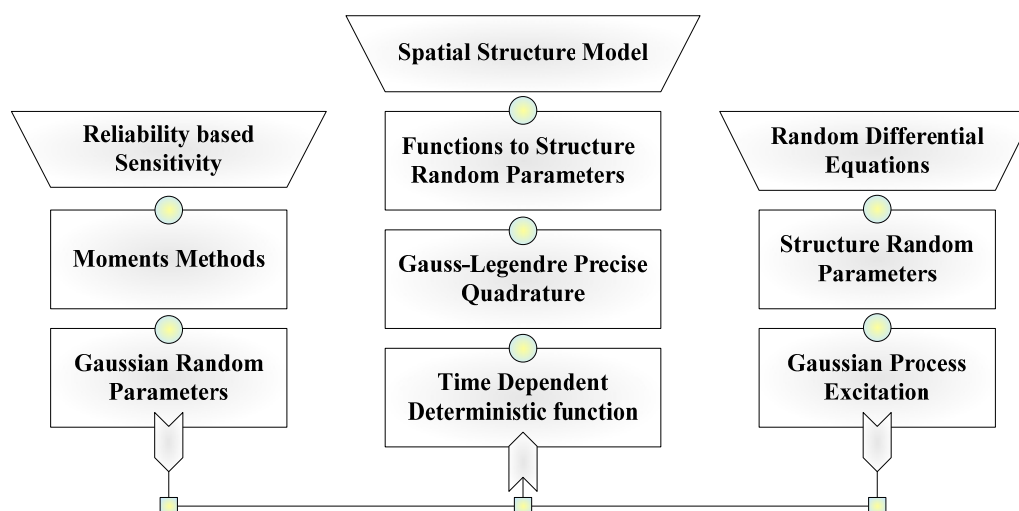 Spatial Structure Model
Reliability based
Sensitivity
Moments Methods
Gaussian Random
Parameters
Functions to Structure
Random Parameters
Gauss-Legendre Precise
Quadrature
Time Dependent
Deterministic function
Random Differential
Equations
Structure Random
Parameters
Gaussian Process
Excitation